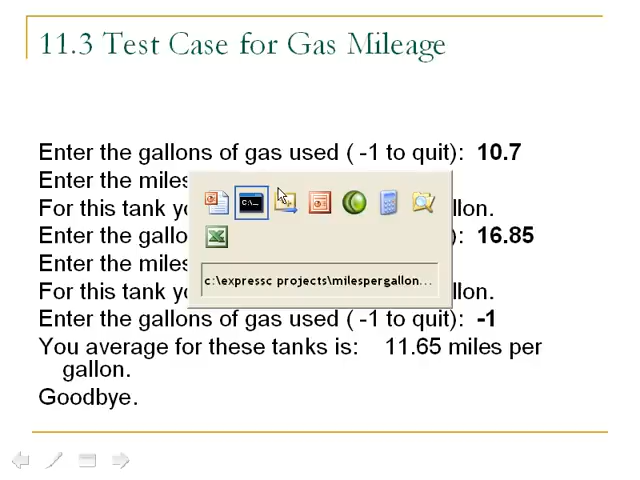 11.3 Test Case for Gas Mileage
Enter the gallons of gas used ( -1 to quit): 10.7
Enter the miles
For this tank yo
llon.
Enter the gallo
): 16.85
Enter the miles
For this tank yo
llon.
Enter the gallons of gas used ( -1 to quit): -1
You average for these tanks is: 11.65 miles per
gallon.
Goodbye.
C:\_
c:\expressc projects\milespergallon...